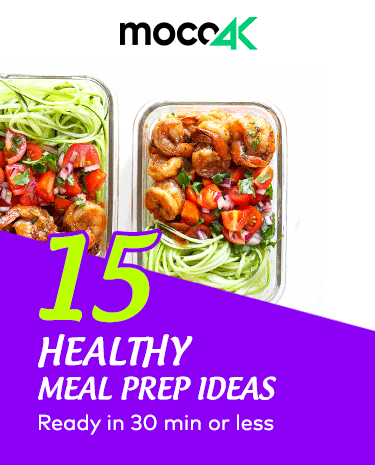 moco4K
15
HEALTHY
MEAL PREP IDEAS
Ready in 30 min or less